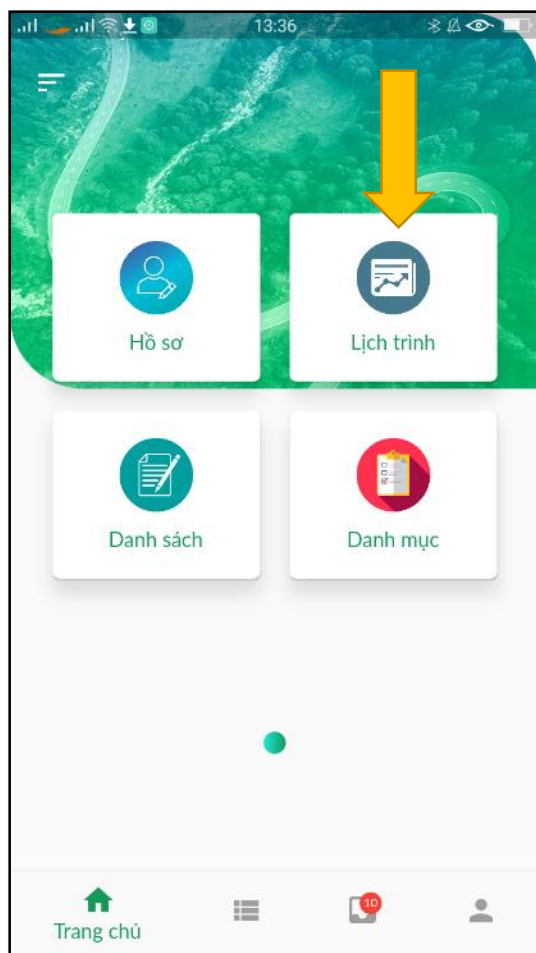 13:36
Hồ sơ
Lịch trình
Danh sách
Danh mục
10
Trang chủ